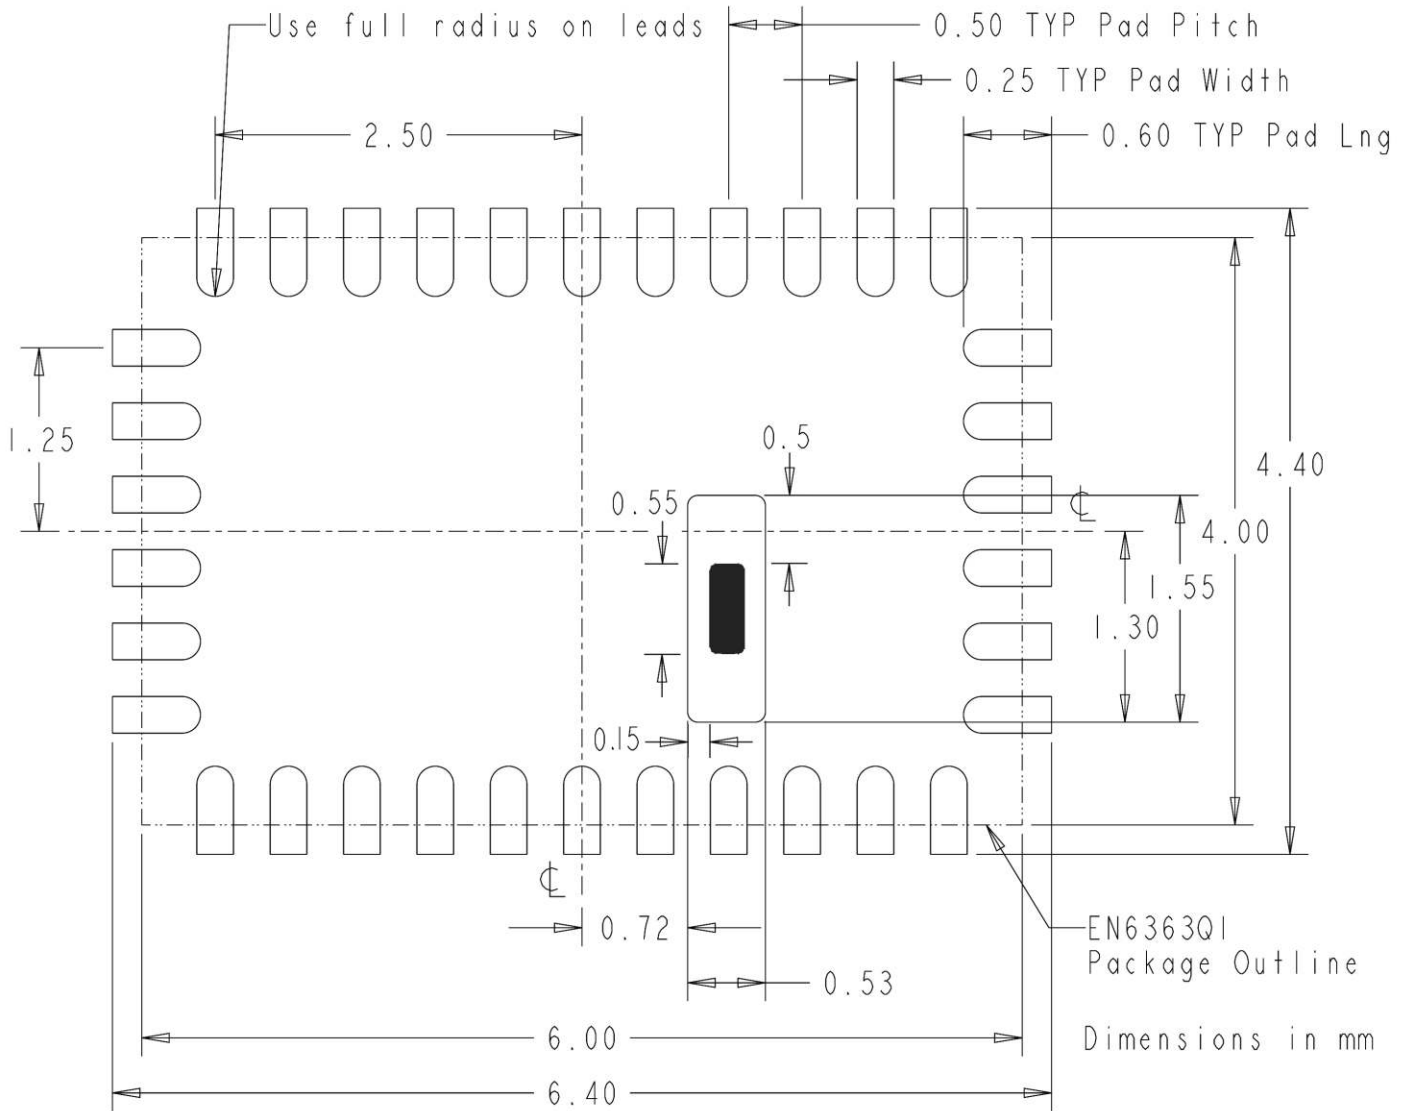 Use full radius on leads
0.50 TYP Pad Pitch
0.25 TYP Pad Width
2.50
0.60 TYP Pad Lng
1.25
0.5
4.40
0.55
℄
4.00
1.55
1.30
0.15
℄
0.72
EN6363QI
Package Outline
0.53
6.00
Dimensions in mm
6.40